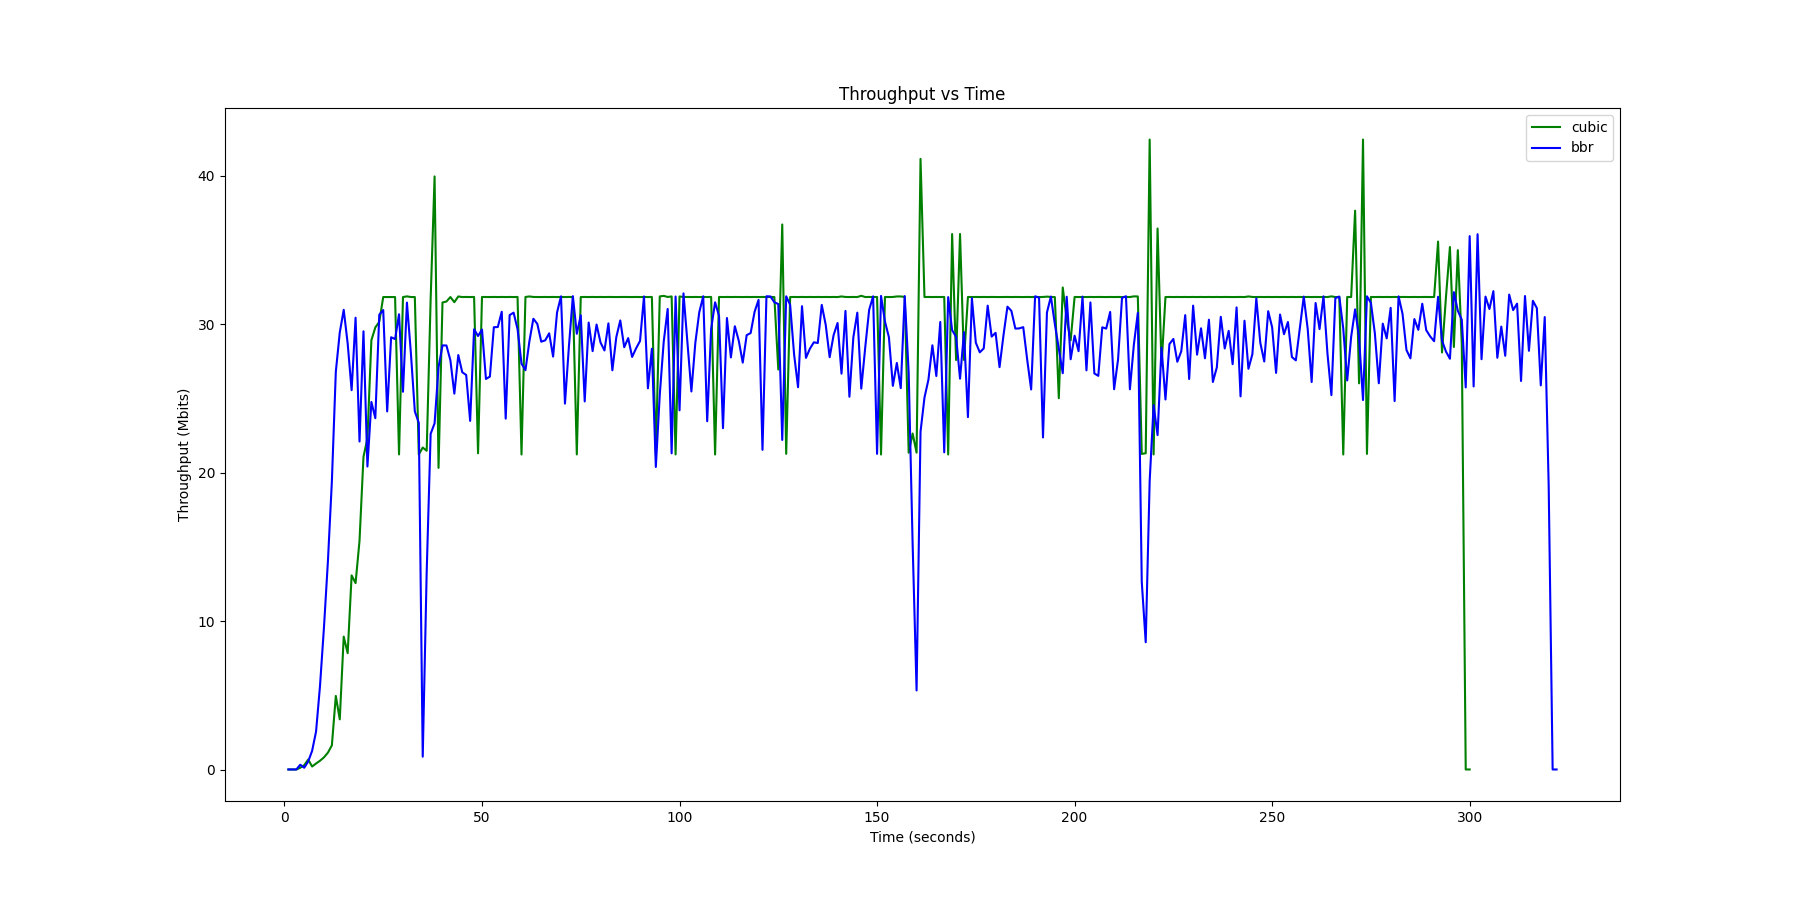 Throughput vs Time
cubic
bbr
Throughput (Mbits)
40
30
20
10
0
0 50 100 150 200 250 300
Time (seconds)